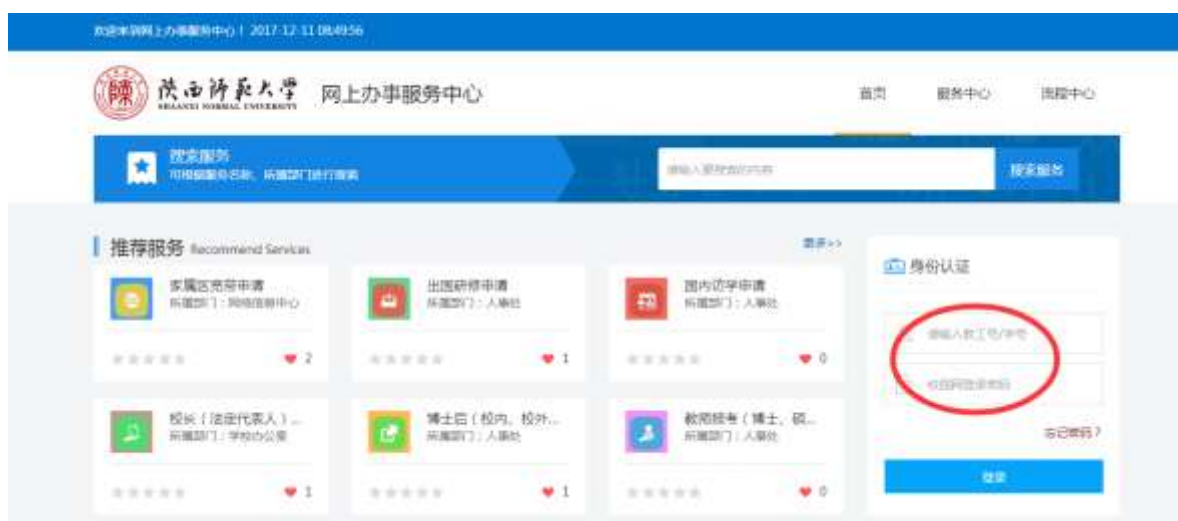 欢迎来到网上办事服务中心！ 2017-12-11 08:49:56
陕西师范大学
SHAANXI NORMAL UNIVERSITY
网上办事服务中心
首页 服务中心 流程中心
搜索服务
可根据服务名称、所属部门进行搜索
请输入要搜索的内容
搜索服务
推荐服务 Recommend Services
更多>>
家属区宽带申请
所属部门：网络信息中心
2
出国研修申请
所属部门：人事处
1
国内访学申请
所属部门：人事处
0
校长（法定代表人）...
所属部门：学校办公室
1
博士后（校内、校外...
所属部门：人事处
1
教师报考（博士、硕...
所属部门：人事处
0
身份认证
请输入教工号/学号
校园网登录密码
忘记密码？
登录